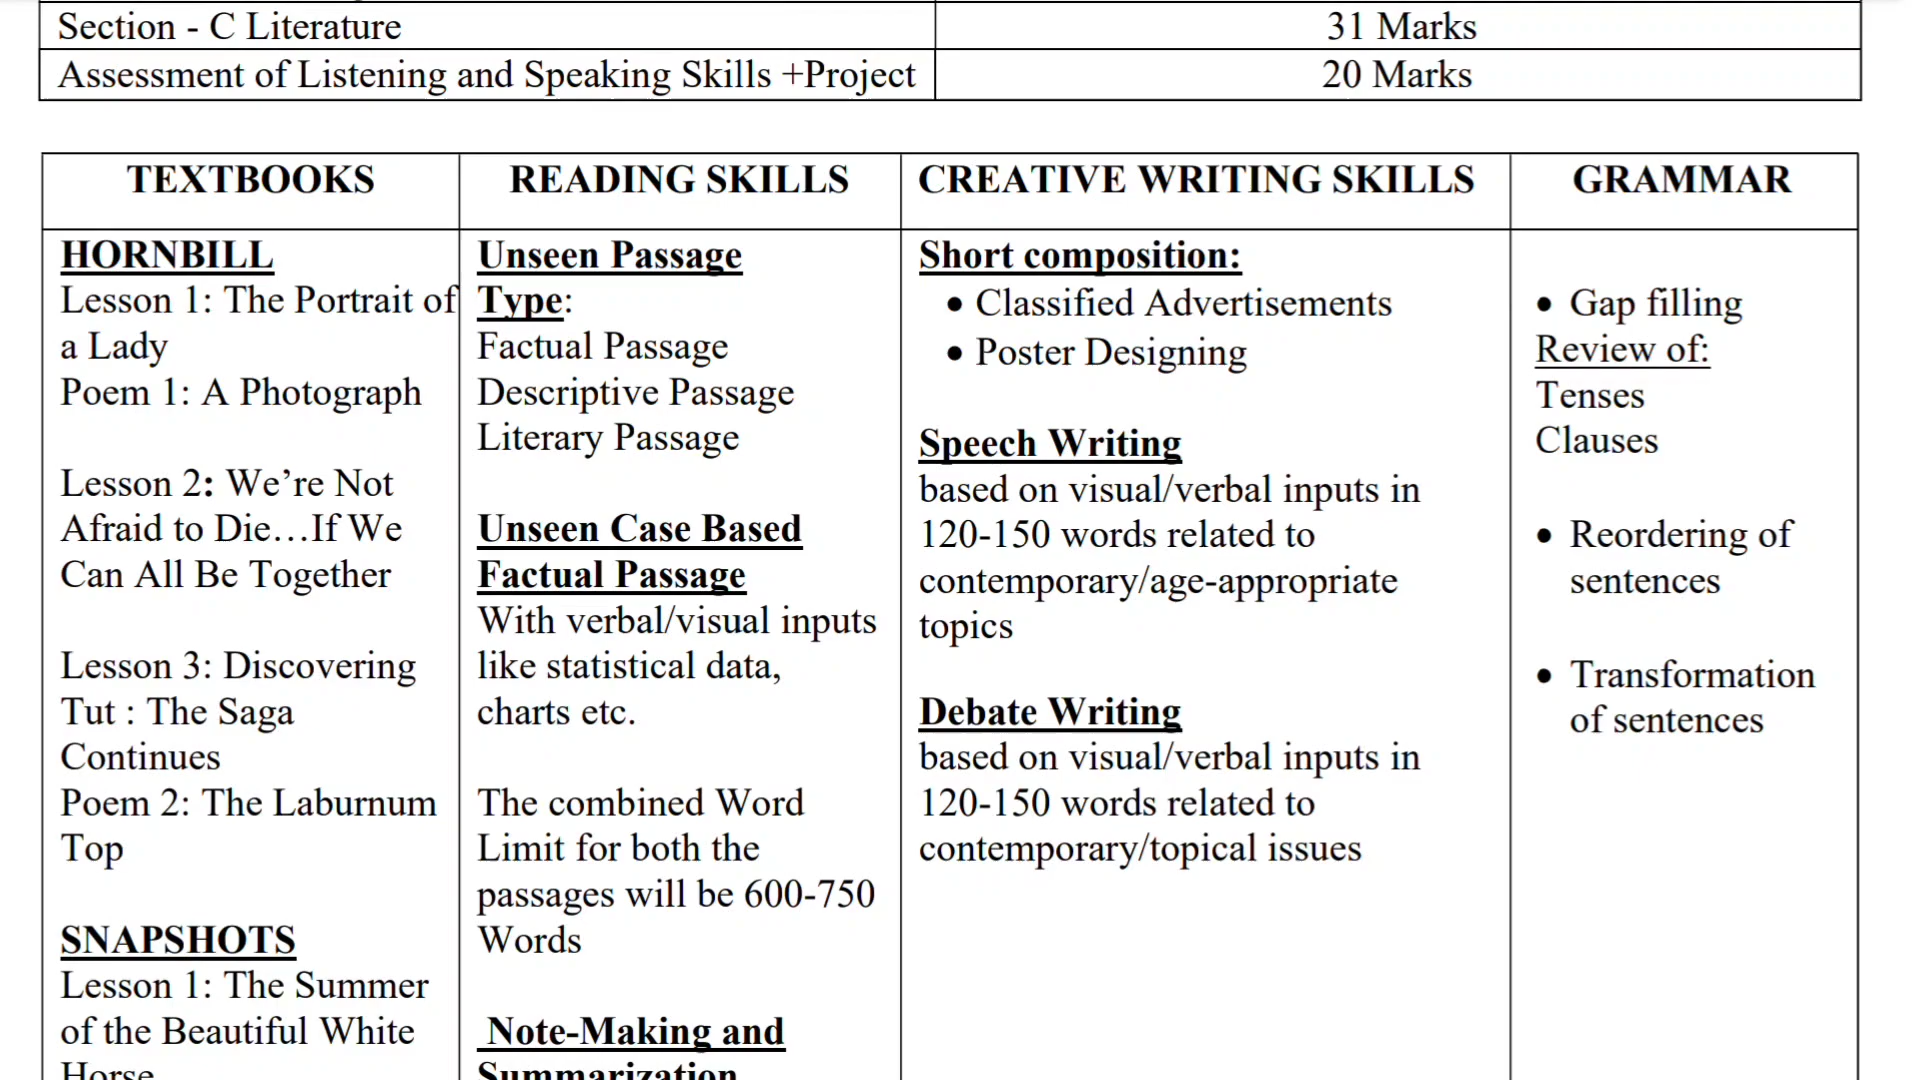 Section - C Literature
31 Marks
Assessment of Listening and Speaking Skills +Project
20 Marks
TEXTBOOKS
READING SKILLS
CREATIVE WRITING SKILLS
GRAMMAR
HORNBILL
Lesson 1: The Portrait of
a Lady
Poem 1: A Photograph
Lesson 2: We’re Not
Afraid to Die…If We
Can All Be Together
Lesson 3: Discovering
Tut : The Saga
Continues
Poem 2: The Laburnum
Top
SNAPSHOTS
Lesson 1: The Summer
of the Beautiful White
Horse
Unseen Passage
Type:
Factual Passage
Descriptive Passage
Literary Passage
Unseen Case Based
Factual Passage
With verbal/visual inputs
like statistical data,
charts etc.
The combined Word
Limit for both the
passages will be 600-750
Words
Note-Making and
Summarization
Short composition:
• Classified Advertisements
• Poster Designing
Speech Writing
based on visual/verbal inputs in
120-150 words related to
contemporary/age-appropriate
topics
Debate Writing
based on visual/verbal inputs in
120-150 words related to
contemporary/topical issues
• Gap filling
Review of:
Tenses
Clauses
• Reordering of
sentences
• Transformation
of sentences